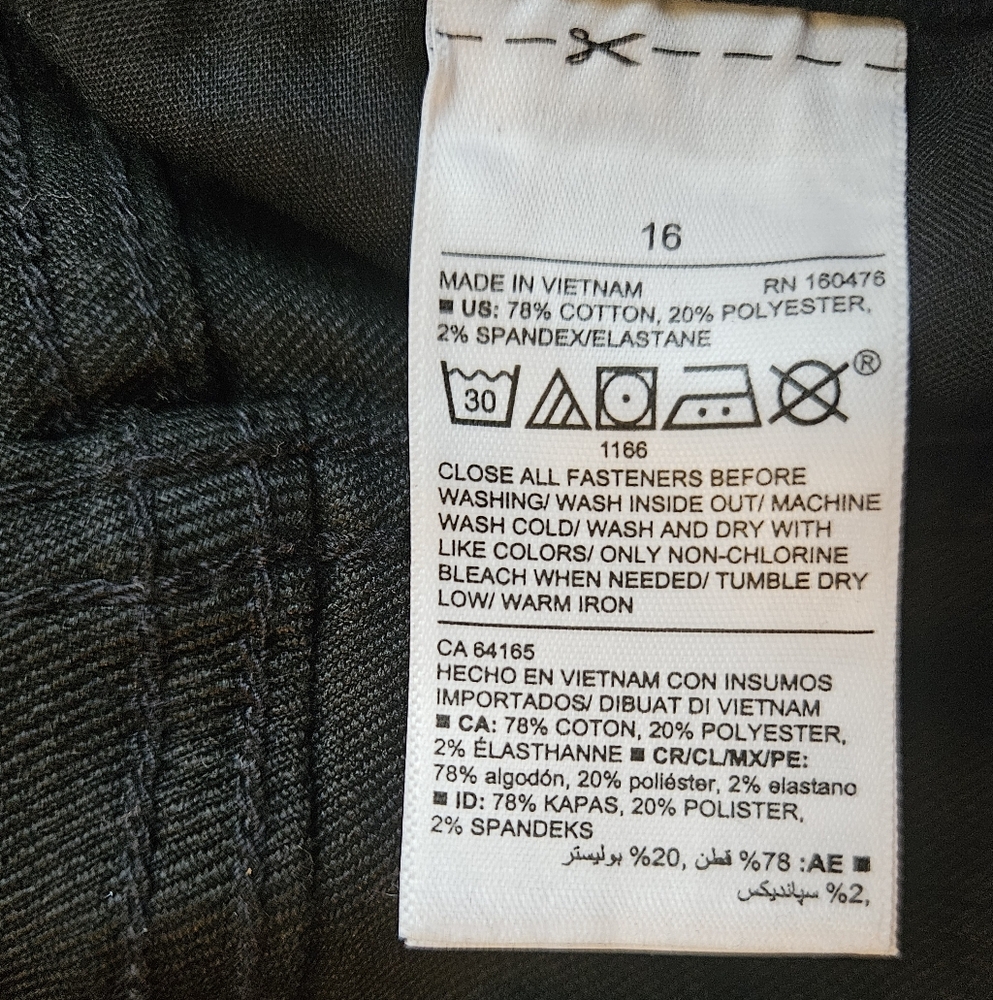 16
MADE IN VIETNAM RN 160476
■ US: 78% COTTON, 20% POLYESTER,
2% SPANDEX/ELASTANE
30 ®
1166
CLOSE ALL FASTENERS BEFORE
WASHING/ WASH INSIDE OUT/ MACHINE
WASH COLD/ WASH AND DRY WITH
LIKE COLORS/ ONLY NON-CHLORINE
BLEACH WHEN NEEDED/ TUMBLE DRY
LOW/ WARM IRON
CA 64165
HECHO EN VIETNAM CON INSUMOS
IMPORTADOS/ DIBUAT DI VIETNAM
■ CA: 78% COTON, 20% POLYESTER,
2% ÉLASTHANNE ■ CR/CL/MX/PE:
78% algodón, 20% poliéster, 2% elastano
■ ID: 78% KAPAS, 20% POLISTER,
2% SPANDEKS
■ AE: 78% قطن, 20% بوليستر
,2% سپانديكس